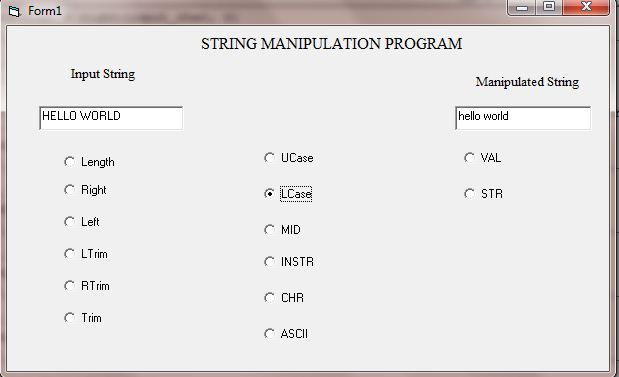 Form1
STRING MANIPULATION PROGRAM
Input String
Manipulated String
HELLO WORLD
hello world
Length
UCase
VAL
Right
LCase
STR
Left
MID
LTrim
INSTR
RTrim
CHR
Trim
ASCII